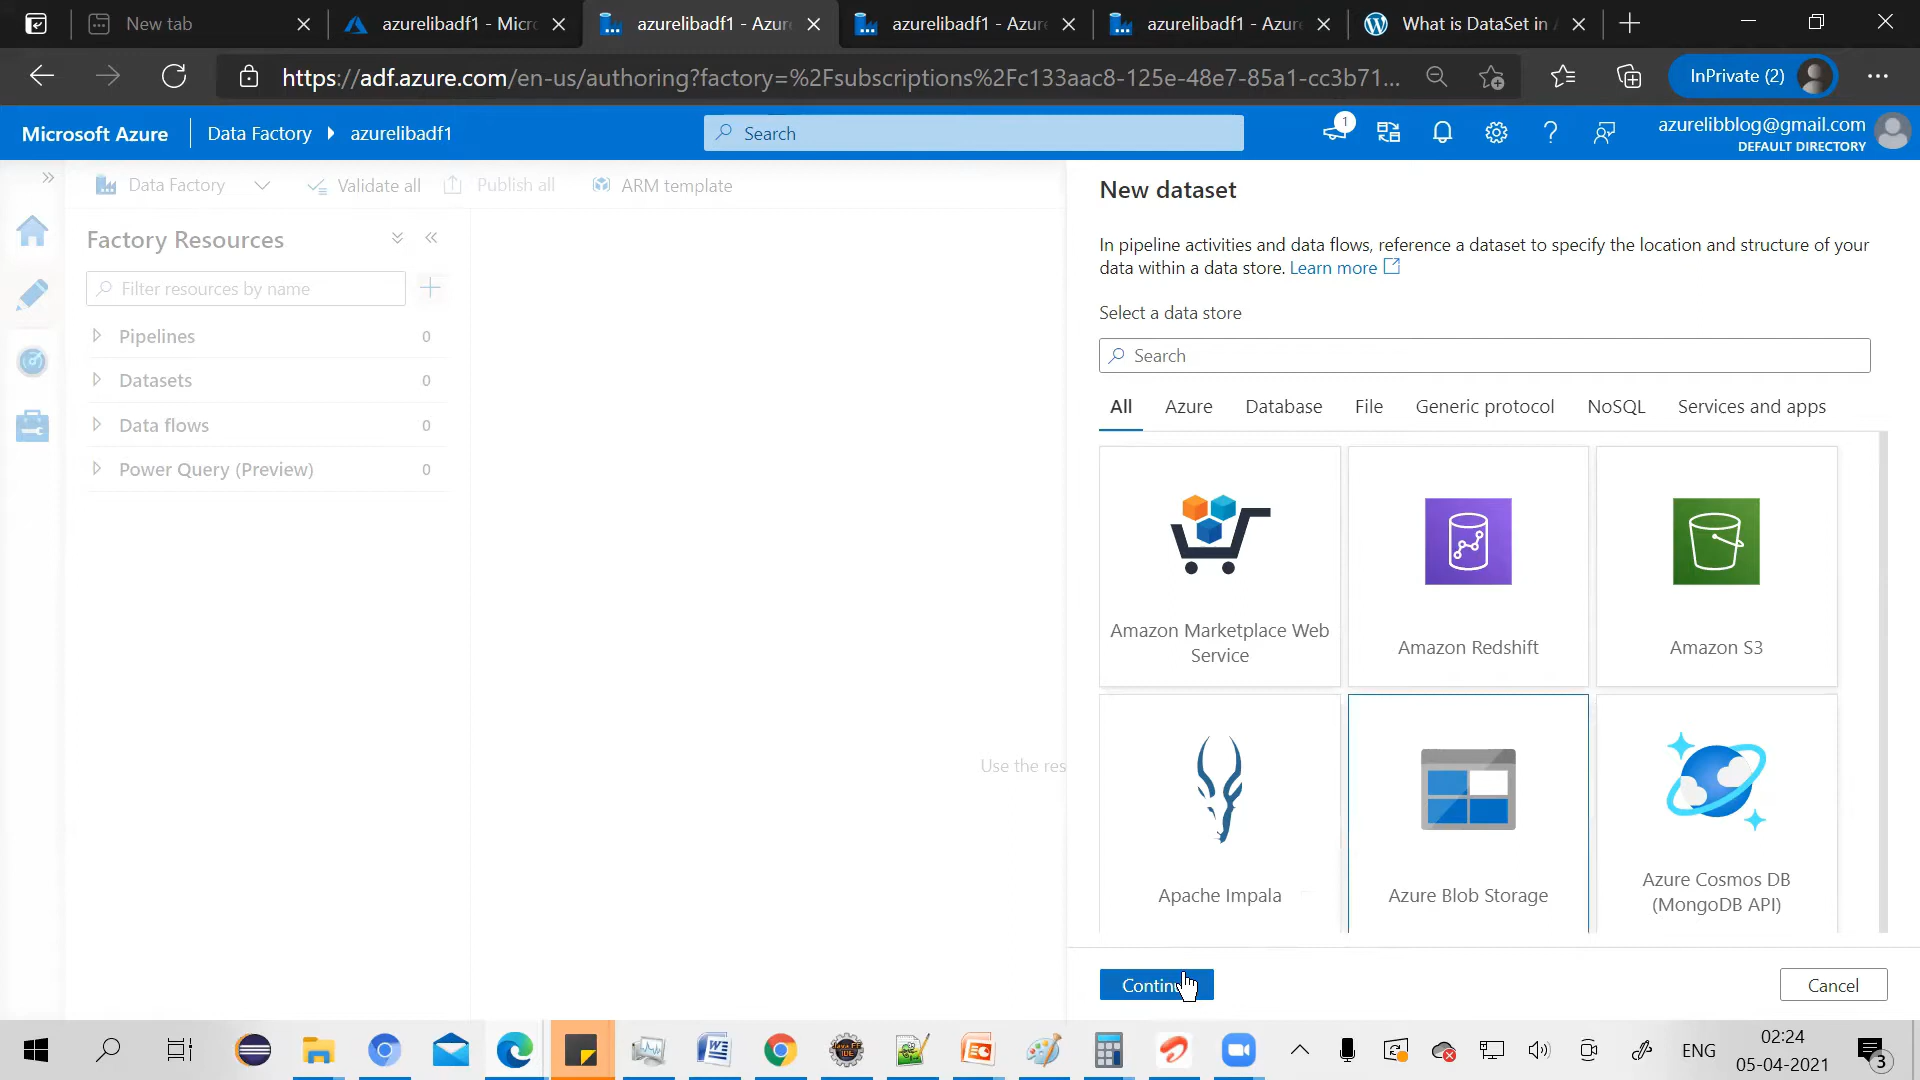 New tab
azurelibadf1 - Micr
azurelibadf1 - Azur
azurelibadf1 - Azur
azurelibadf1 - Azur
What is DataSet in
https://adf.azure.com/en-us/authoring?factory=%2Fsubscriptions%2Fc133aac8-125e-48e7-85a1-cc3b71...
InPrivate (2)
Microsoft Azure
Data Factory
azurelibadf1
Search
1
azurelibblog@gmail.com
DEFAULT DIRECTORY
Data Factory
Validate all
Publish all
ARM template
Factory Resources
Filter resources by name
Pipelines 0
Datasets 0
Data flows 0
Power Query (Preview) 0
Use the res
New dataset
In pipeline activities and data flows, reference a dataset to specify the location and structure of your
data within a data store. Learn more
Select a data store
Search
All Azure Database File Generic protocol NoSQL Services and apps
Amazon Marketplace Web
Service
Amazon Redshift
Amazon S3
Apache Impala
Azure Blob Storage
Azure Cosmos DB
(MongoDB API)
Continu
Cancel
ENG
02:24
05-04-2021
3